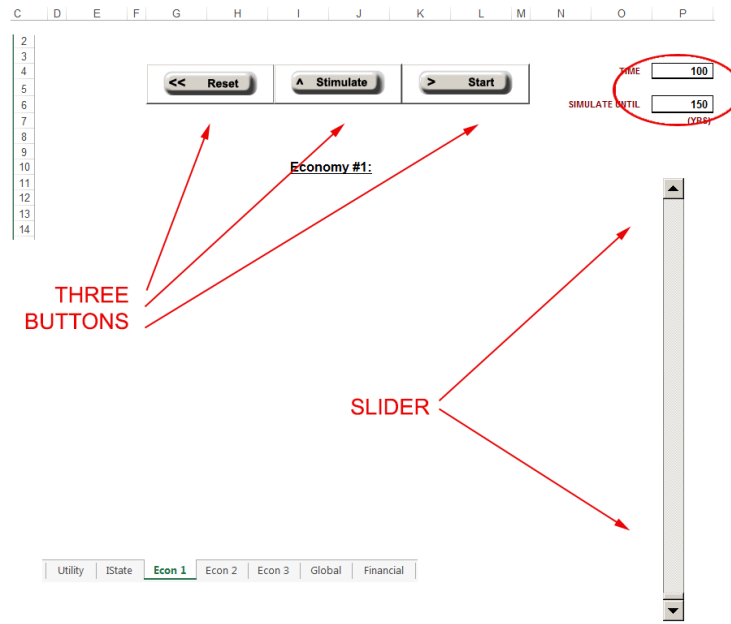 C D E F G H I J K L M N O P
2
3
4
5
6
7
8
9
10
11
12
13
14
<< Reset
^ Stimulate
> Start
TIME 100
SIMULATE UNTIL 150
(YRS)
Economy #1:
THREE
BUTTONS
SLIDER
Utility IState Econ 1 Econ 2 Econ 3 Global Financial